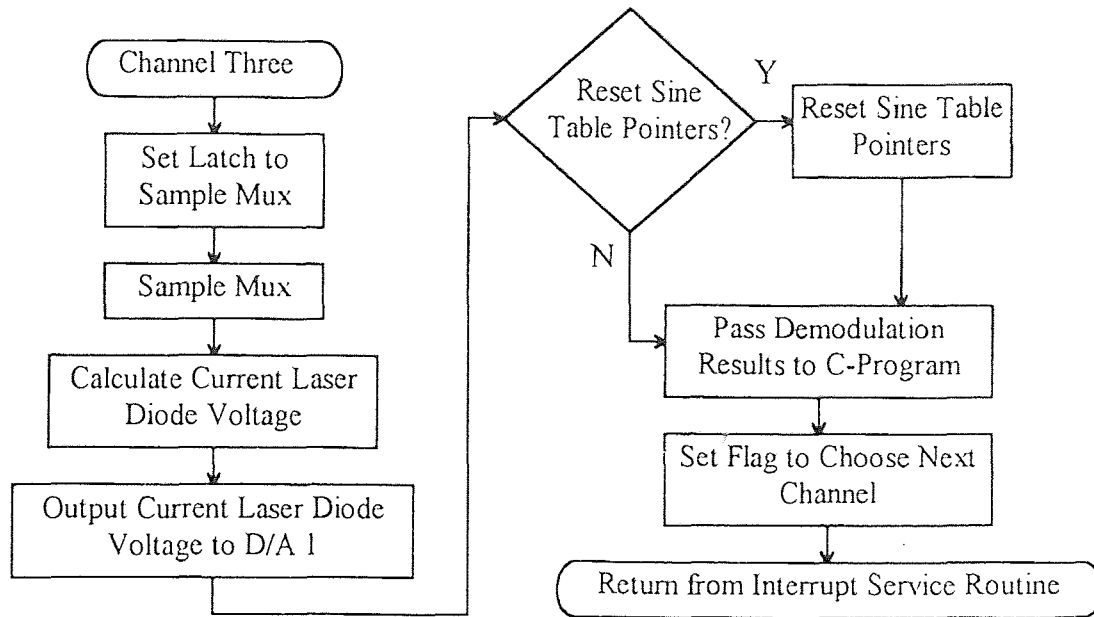 Channel Three
Set Latch to
Sample Mux
Sample Mux
Calculate Current Laser
Diode Voltage
Output Current Laser Diode
Voltage to D/A 1
Reset Sine
Table Pointers?
Y
Reset Sine Table
Pointers
N
Pass Demodulation
Results to C-Program
Set Flag to Choose Next
Channel
Return from Interrupt Service Routine